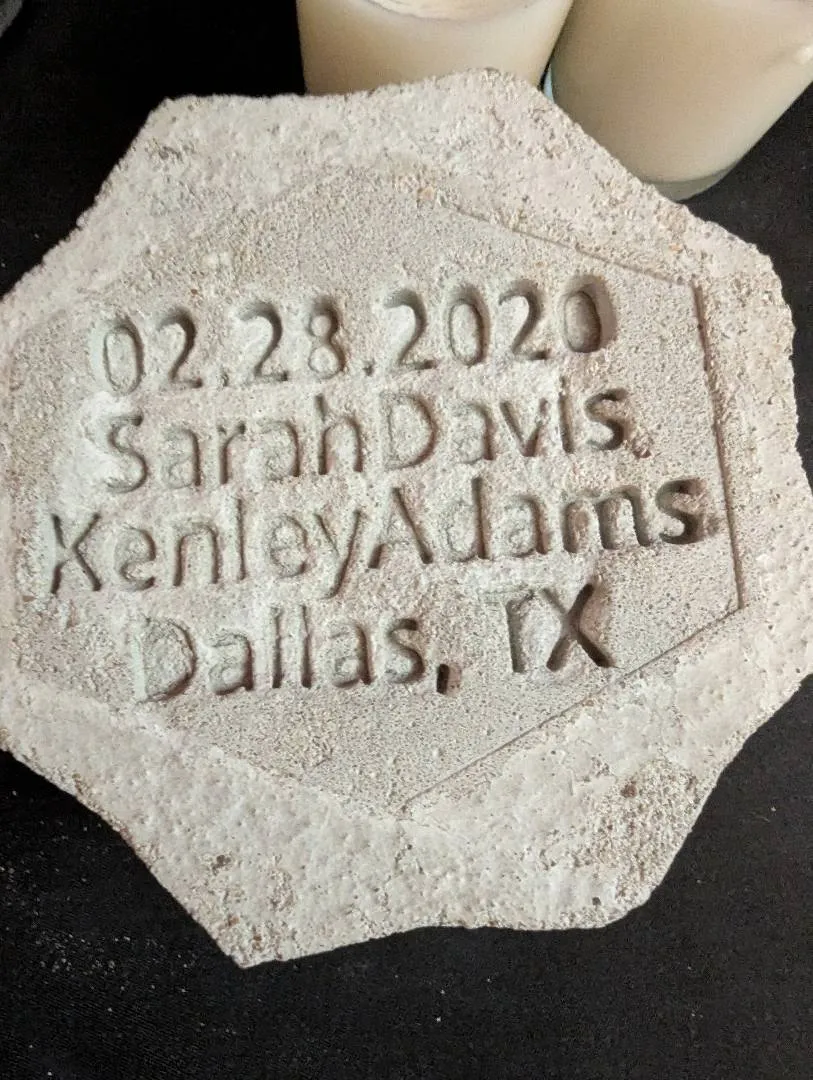 02.28.2020
SarahDavis
KenleyAdams
Dallas, TX